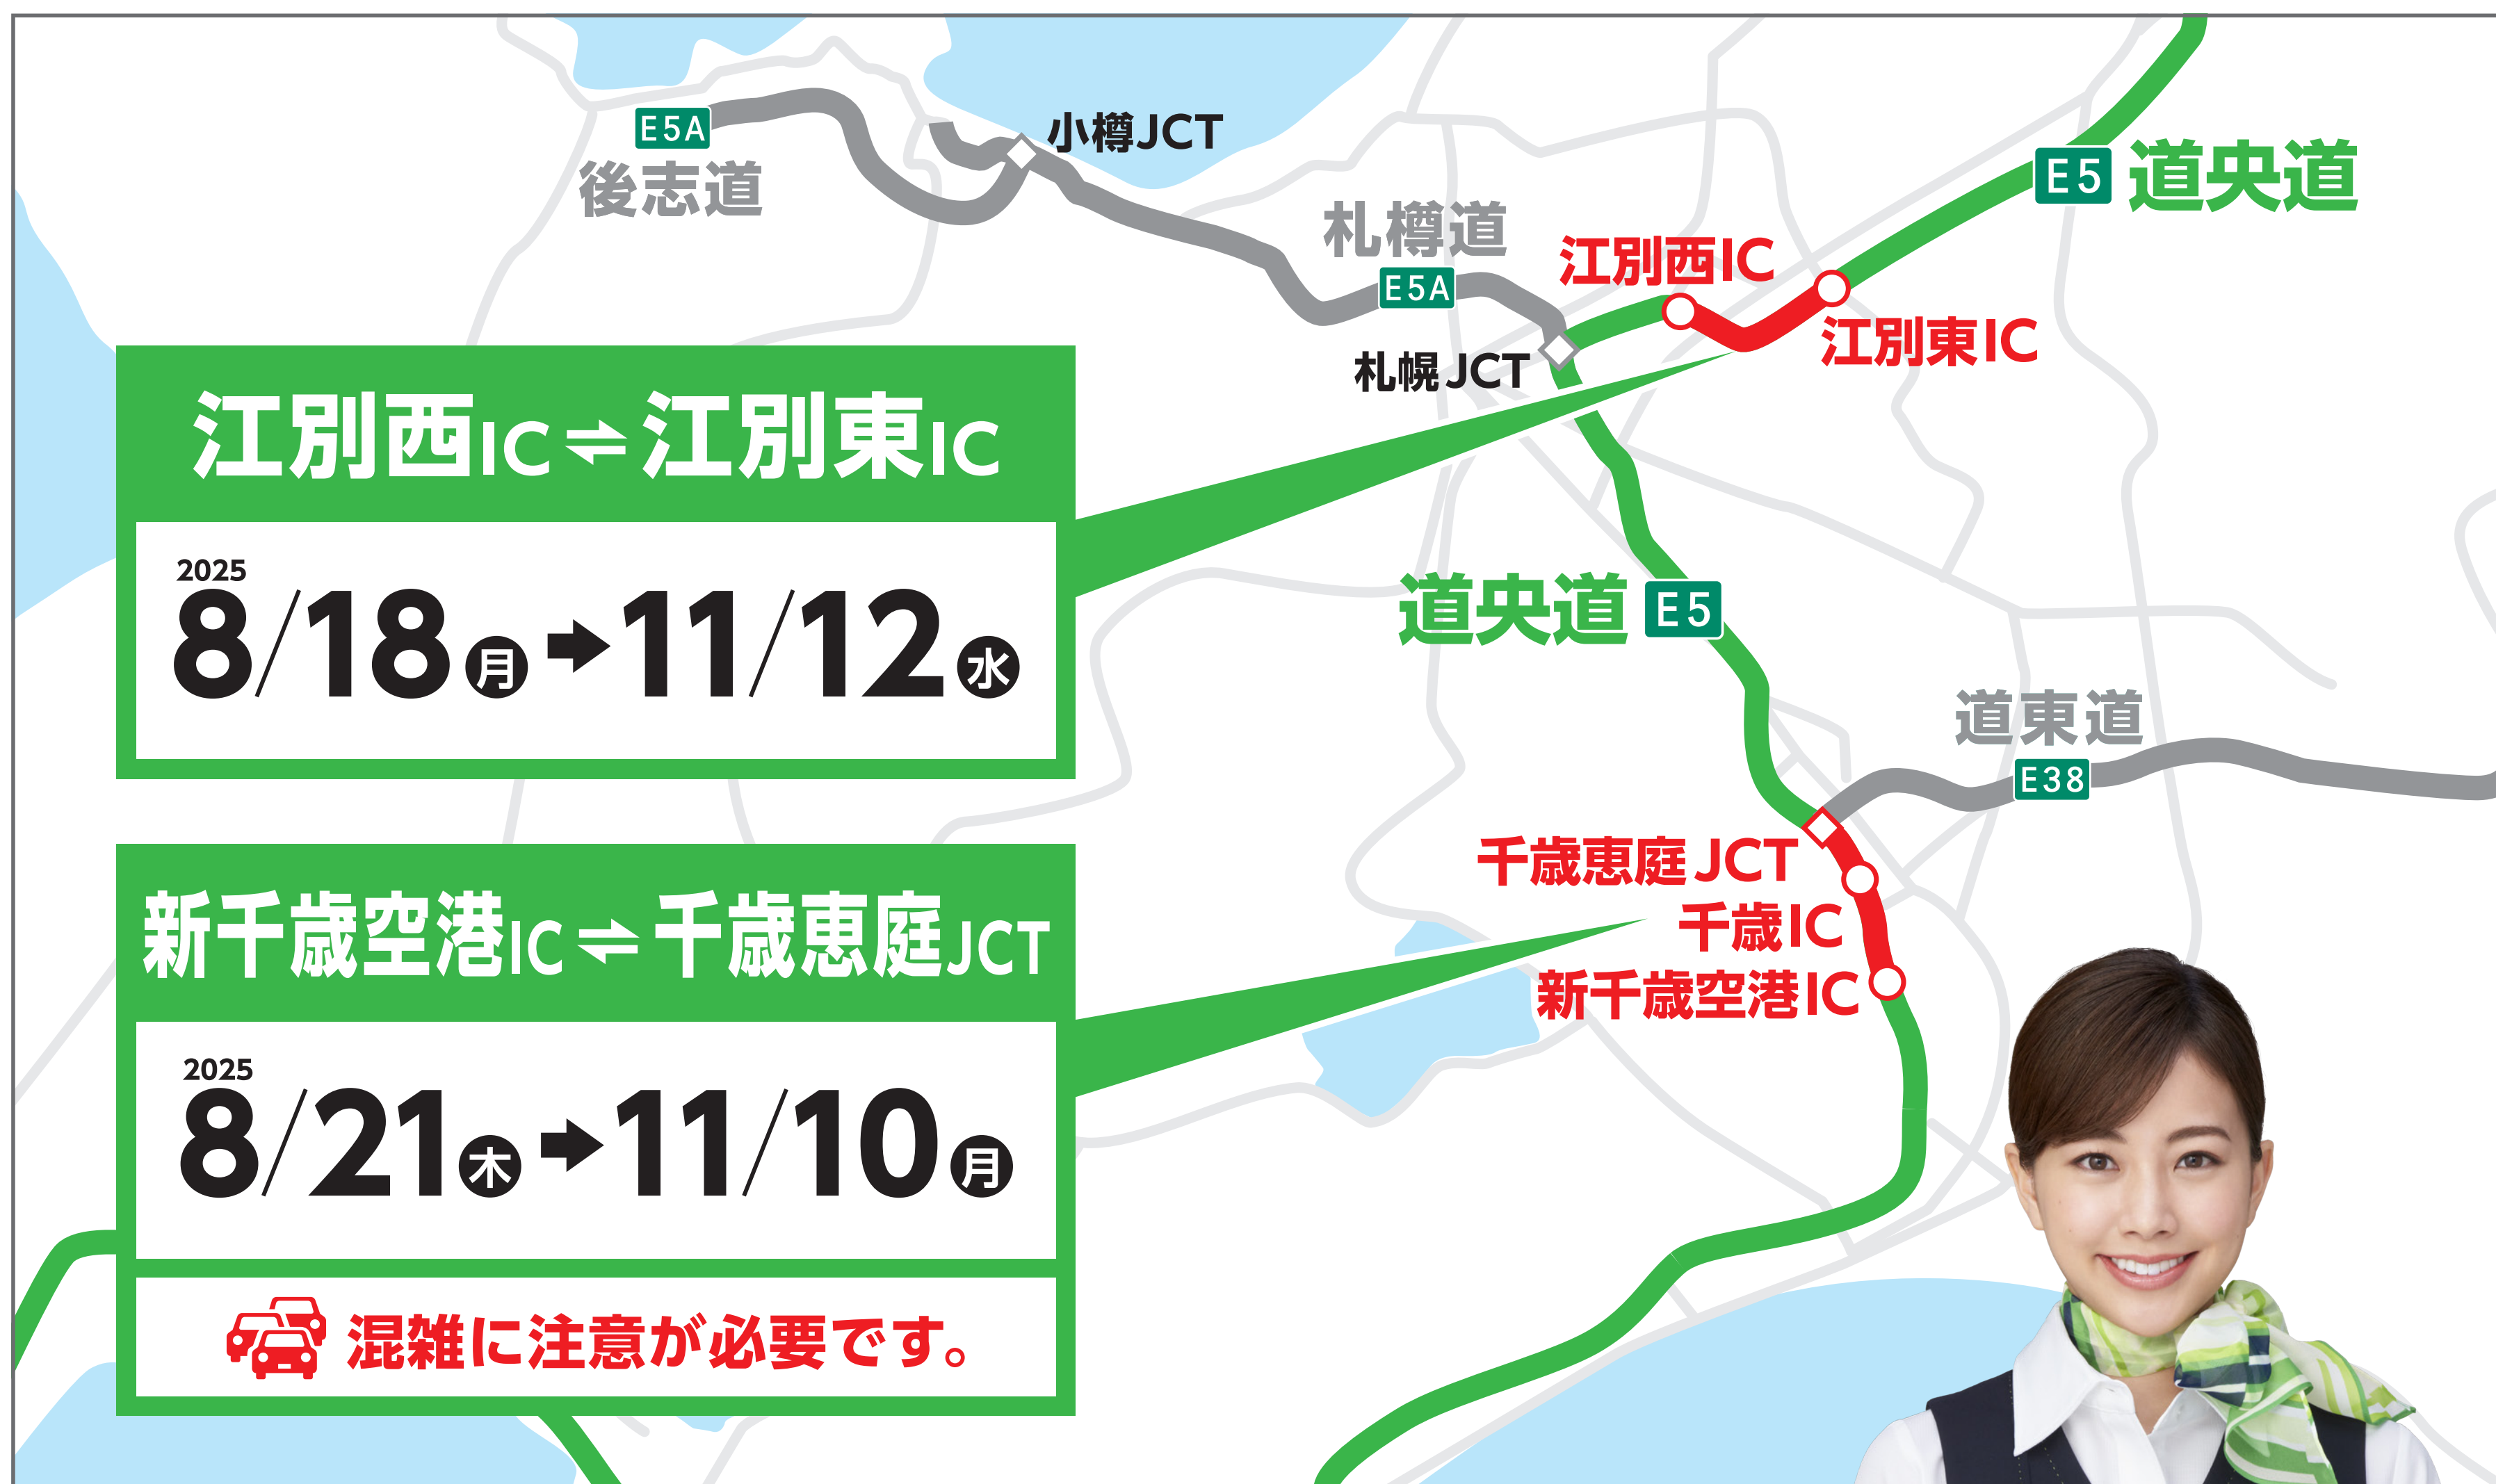 E5A
後志道
小樽JCT
札樽道
E5A
札幌JCT
江別西IC
江別東IC
E5 道央道
江別西IC⇌江別東IC
2025
8/18月➡11/12水
道央道 E5
道東道
E38
千歳恵庭JCT
千歳IC
新千歳空港IC
新千歳空港IC⇌千歳恵庭JCT
2025
8/21木➡11/10月
混雑に注意が必要です。